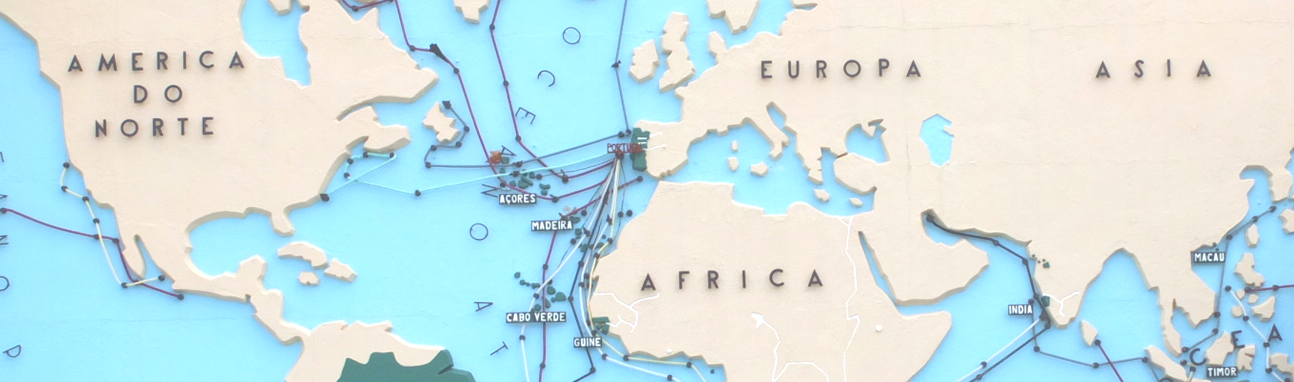 AMERICA
DO
NORTE
EUROPA
ASIA
PORTUGAL
AÇORES
MADEIRA
AFRICA
MACAU
CABO VERDE
INDIA
GUINÉ
TIMOR